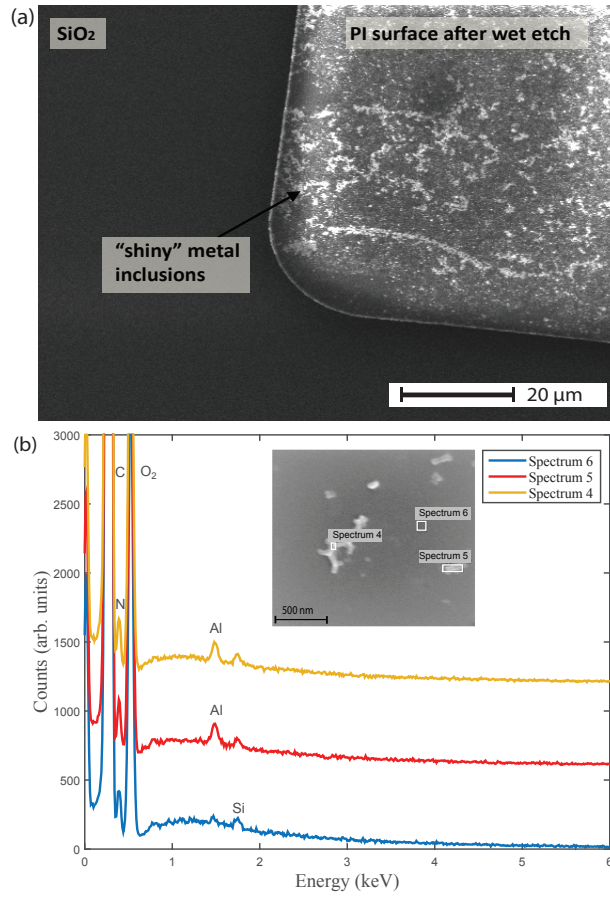 (a)
SiO₂
PI surface after wet etch
“shiny” metal
inclusions
20 µm
(b)
3000
2500
2000
1500
1000
500
0
Counts (arb. units)
C
O₂
N
Al
Al
Si
Spectrum 4
Spectrum 6
Spectrum 5
500 nm
Spectrum 6
Spectrum 5
Spectrum 4
0
1
2
3
4
5
6
Energy (keV)